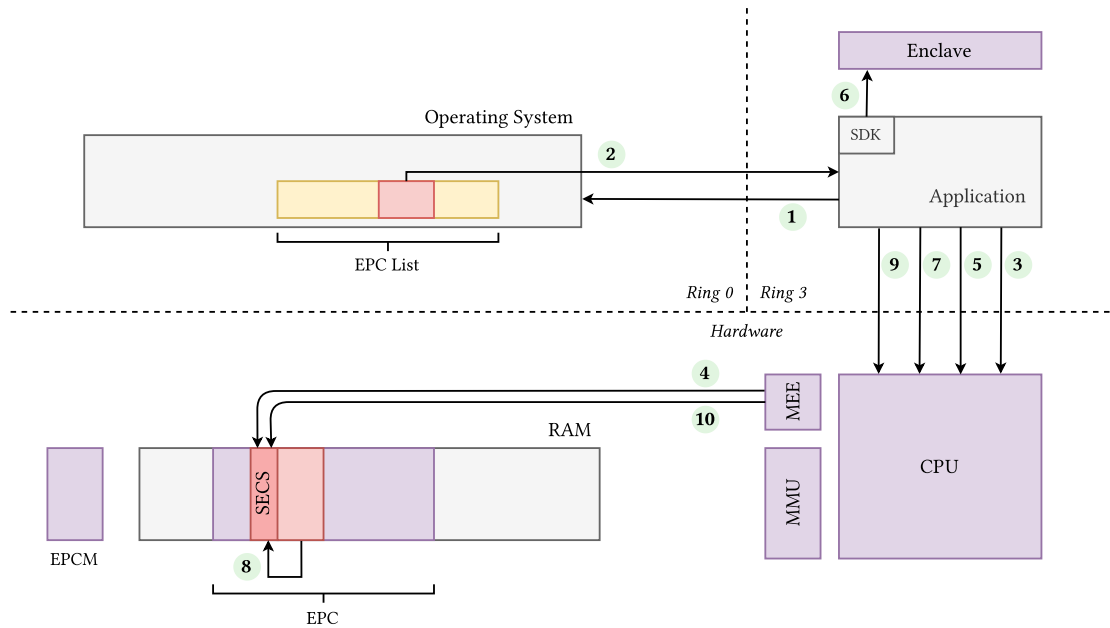 Enclave
6
SDK
Operating System
2
Application
1
EPC List
9
7
5
3
Ring 0
Ring 3
Hardware
4
MEE
10
RAM
CPU
SECS
MMU
EPCM
8
EPC